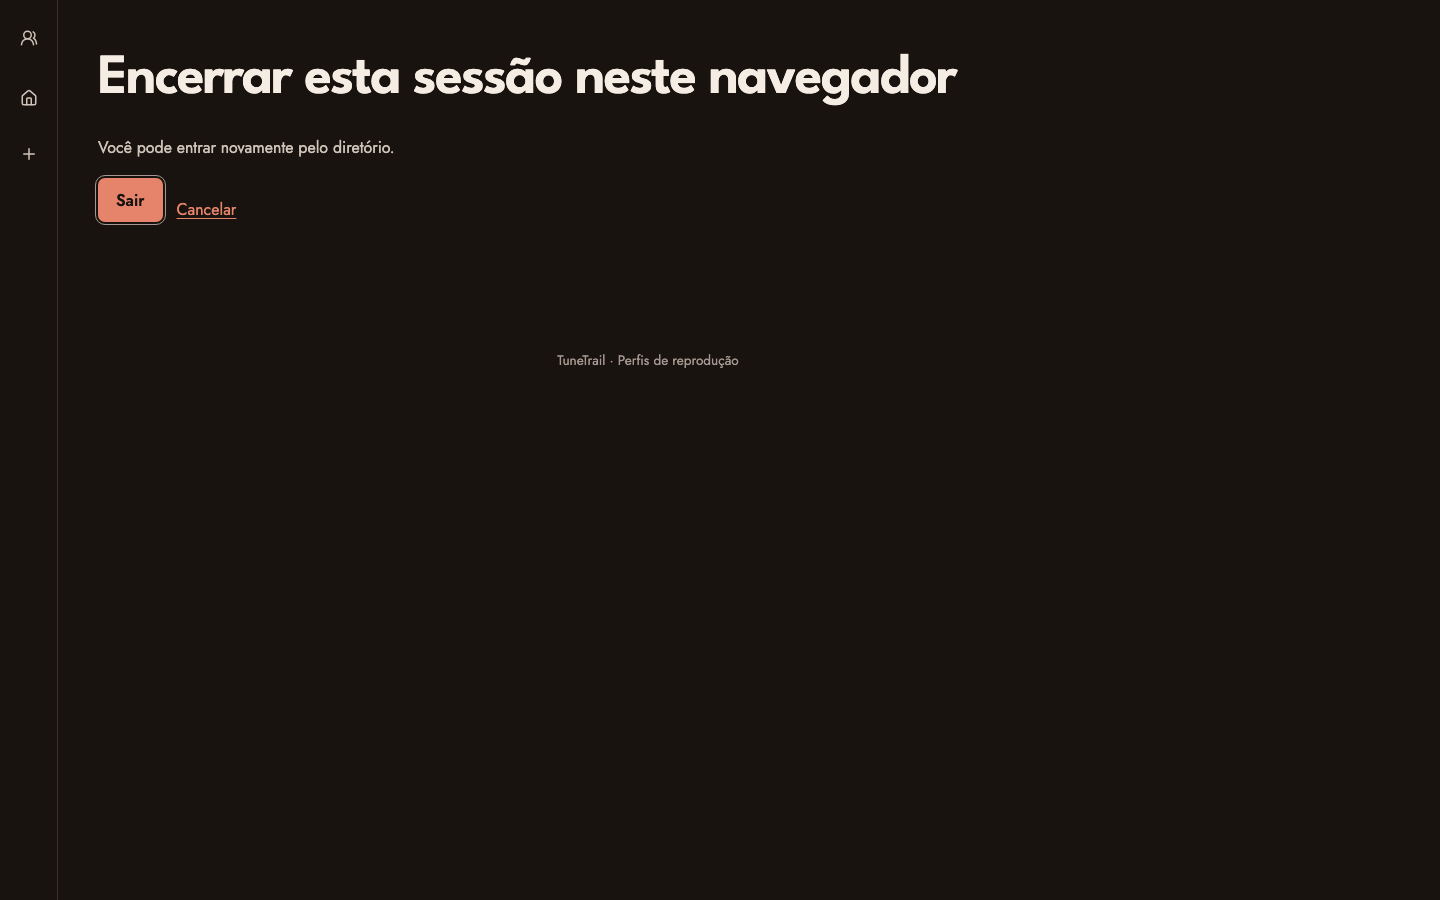 Encerrar esta sessão neste navegador
Você pode entrar novamente pelo diretório.
Sair
Cancelar
TuneTrail · Perfis de reprodução